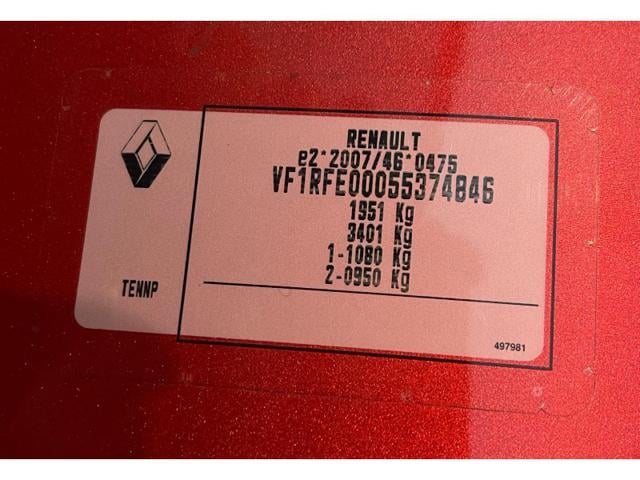 RENAULT
e2*2007/46*0475
VF1RFE00055374846
1951 Kg
3401 Kg
1-1080 Kg
2-0950 Kg
TENNP
497981